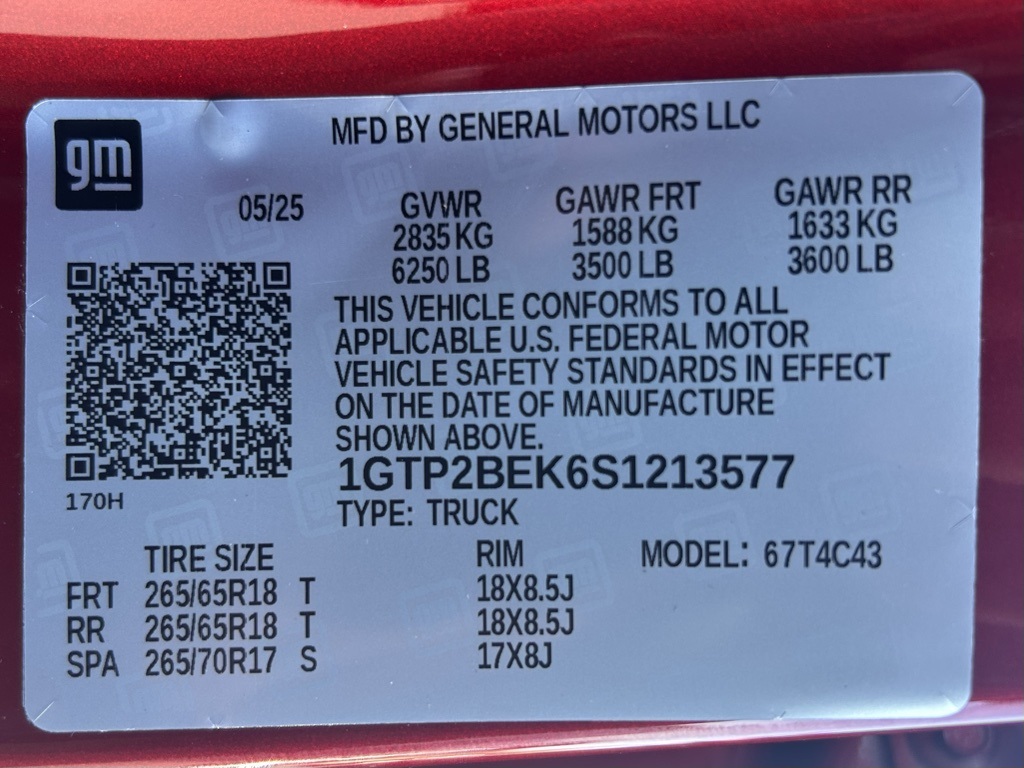 gm
MFD BY GENERAL MOTORS LLC
05/25
GVWR GAWR FRT GAWR RR
2835 KG 1588 KG 1633 KG
6250 LB 3500 LB 3600 LB
THIS VEHICLE CONFORMS TO ALL
APPLICABLE U.S. FEDERAL MOTOR
VEHICLE SAFETY STANDARDS IN EFFECT
ON THE DATE OF MANUFACTURE
SHOWN ABOVE.
1GTP2BEK6S1213577
170H
TYPE: TRUCK
TIRE SIZE RIM MODEL: 67T4C43
FRT 265/65R18 T 18X8.5J
RR 265/65R18 T 18X8.5J
SPA 265/70R17 S 17X8J